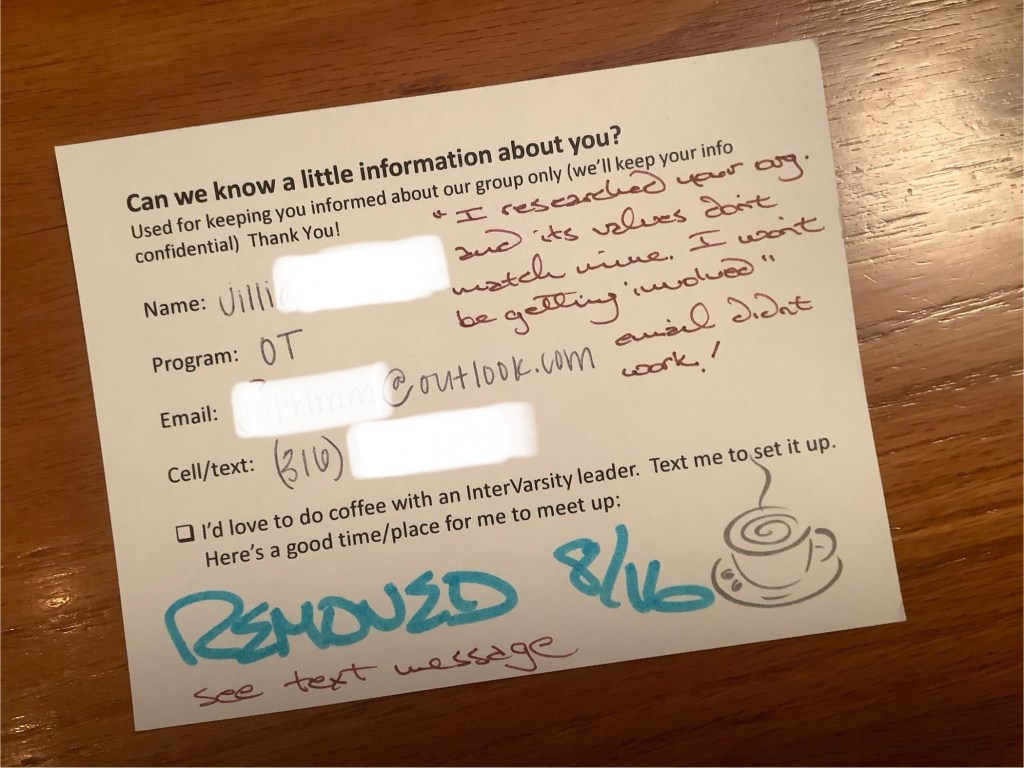 Can we know a little information about you?
Used for keeping you informed about our group only (we'll keep your info
confidential) Thank You!
"I researched your org.
and its values don't
match mine. I won't
be getting involved"
email didn't
work!
Name: Jilli
Program: OT
Email: @outlook.com
Cell/text: (316)
❑ I'd love to do coffee with an InterVarsity leader. Text me to set it up.
Here's a good time/place for me to meet up:
REMOVED 8/16
see text message